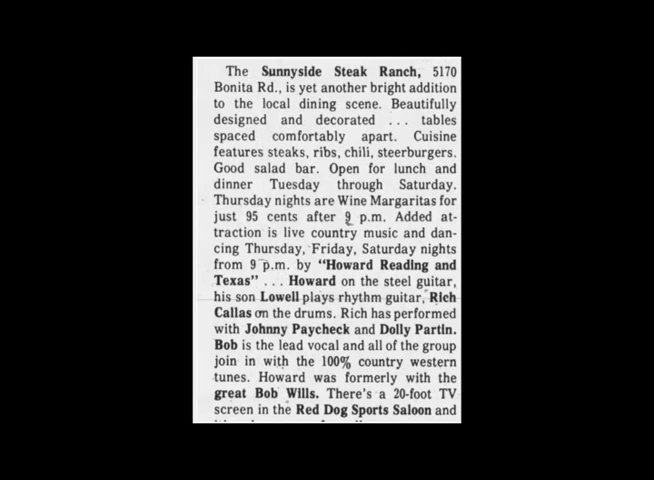 The Sunnyside Steak Ranch, 5170
Bonita Rd., is yet another bright addition
to the local dining scene. Beautifully
designed and decorated ... tables
spaced comfortably apart. Cuisine
features steaks, ribs, chili, steerburgers.
Good salad bar. Open for lunch and
dinner Tuesday through Saturday.
Thursday nights are Wine Margaritas for
just 95 cents after 9 p.m. Added at-
traction is live country music and dan-
cing Thursday, Friday, Saturday nights
from 9 p.m. by "Howard Reading and
Texas" ... Howard on the steel guitar,
his son Lowell plays rhythm guitar, Rich
Callas on the drums. Rich has performed
with Johnny Paycheck and Dolly Partin.
Bob is the lead vocal and all of the group
join in with the 100% country western
tunes. Howard was formerly with the
great Bob Wills. There's a 20-foot TV
screen in the Red Dog Sports Saloon and